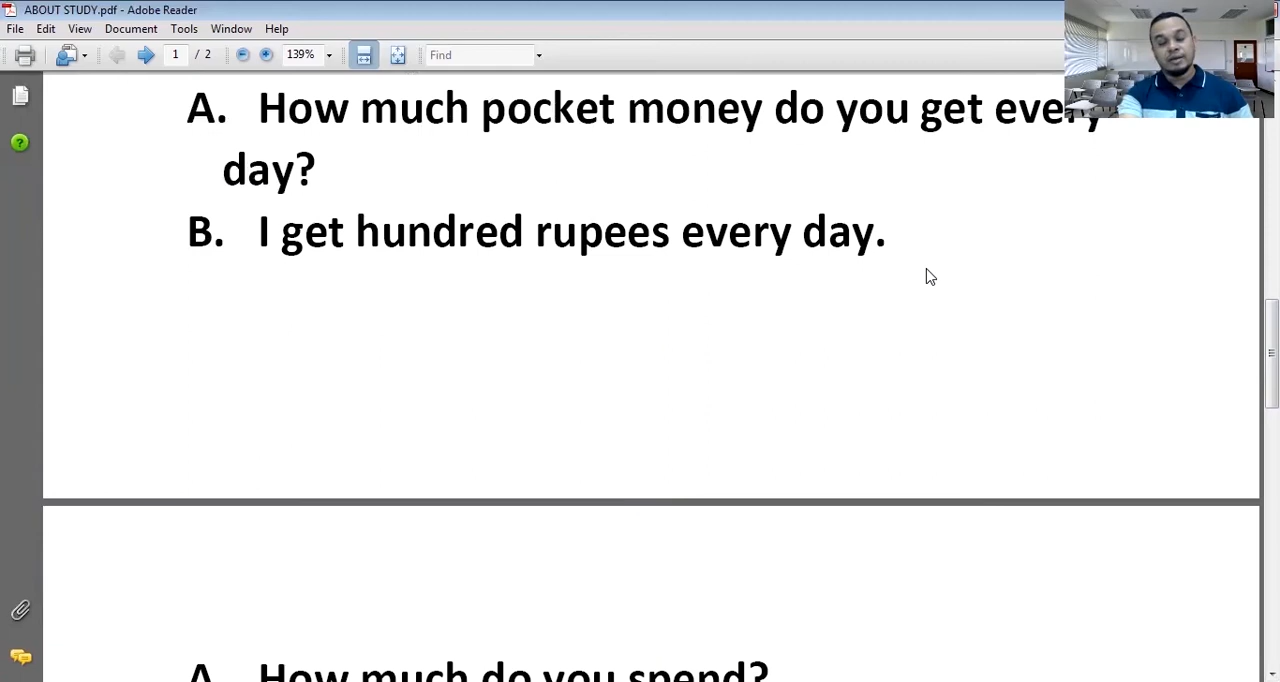 ABOUT STUDY.pdf - Adobe Reader
File Edit View Document Tools Window Help
1 / 2 139% Find
A. How much pocket money do you get every
day?
B. I get hundred rupees every day.
A. How much do you spend?